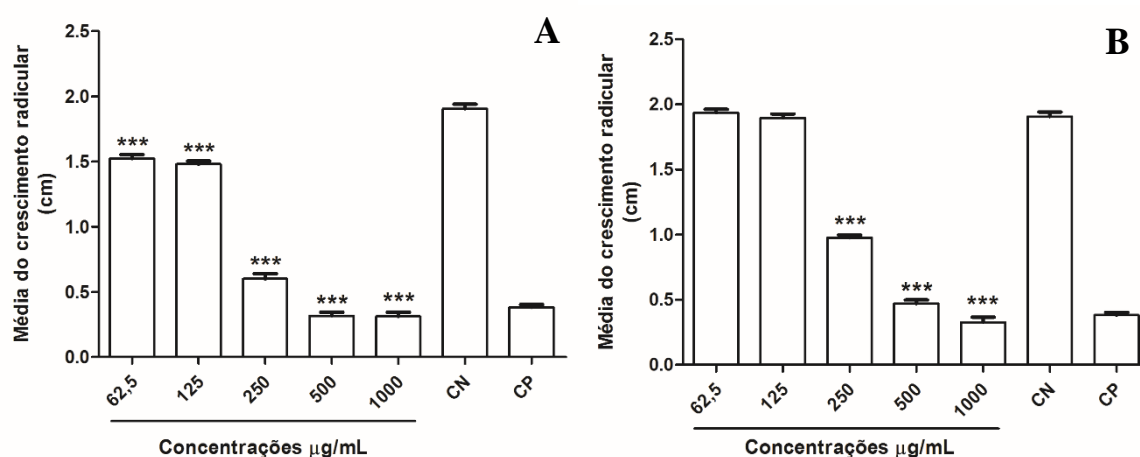 A
Média do crescimento radicular
(cm)
2.5
2.0
1.5
1.0
0.5
0.0
***
***
***
***
***
62,5
125
250
500
1000
CN
CP
Concentrações µg/mL
B
Média do crescimento radicular
(cm)
2.5
2.0
1.5
1.0
0.5
0.0
***
***
***
62,5
125
250
500
1000
CN
CP
Concentrações µg/mL